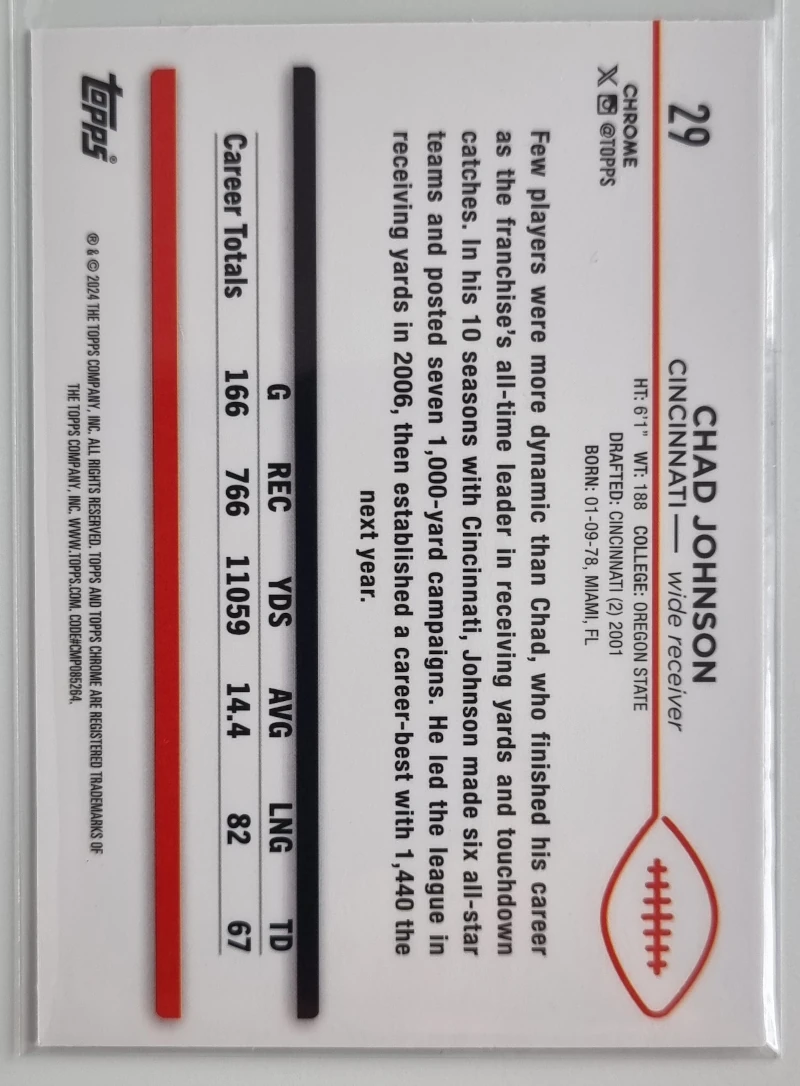 29
CHAD JOHNSON
CINCINNATI — wide receiver
CHROME
X @TOPPS
HT: 6'1" WT: 188 COLLEGE: OREGON STATE
DRAFTED: CINCINNATI (2) 2001
BORN: 01-09-78, MIAMI, FL
Few players were more dynamic than Chad, who finished his career
as the franchise's all-time leader in receiving yards and touchdown
catches. In his 10 seasons with Cincinnati, Johnson made six all-star
teams and posted seven 1,000-yard campaigns. He led the league in
receiving yards in 2006, then established a career-best with 1,440 the
next year.
G REC YDS AVG LNG TD
Career Totals 166 766 11059 14.4 82 67
topps®
® & © 2024 THE TOPPS COMPANY, INC. ALL RIGHTS RESERVED. TOPPS AND TOPPS CHROME ARE REGISTERED TRADEMARKS OF
THE TOPPS COMPANY, INC. WWW.TOPPS.COM. CODE#CMP085264.